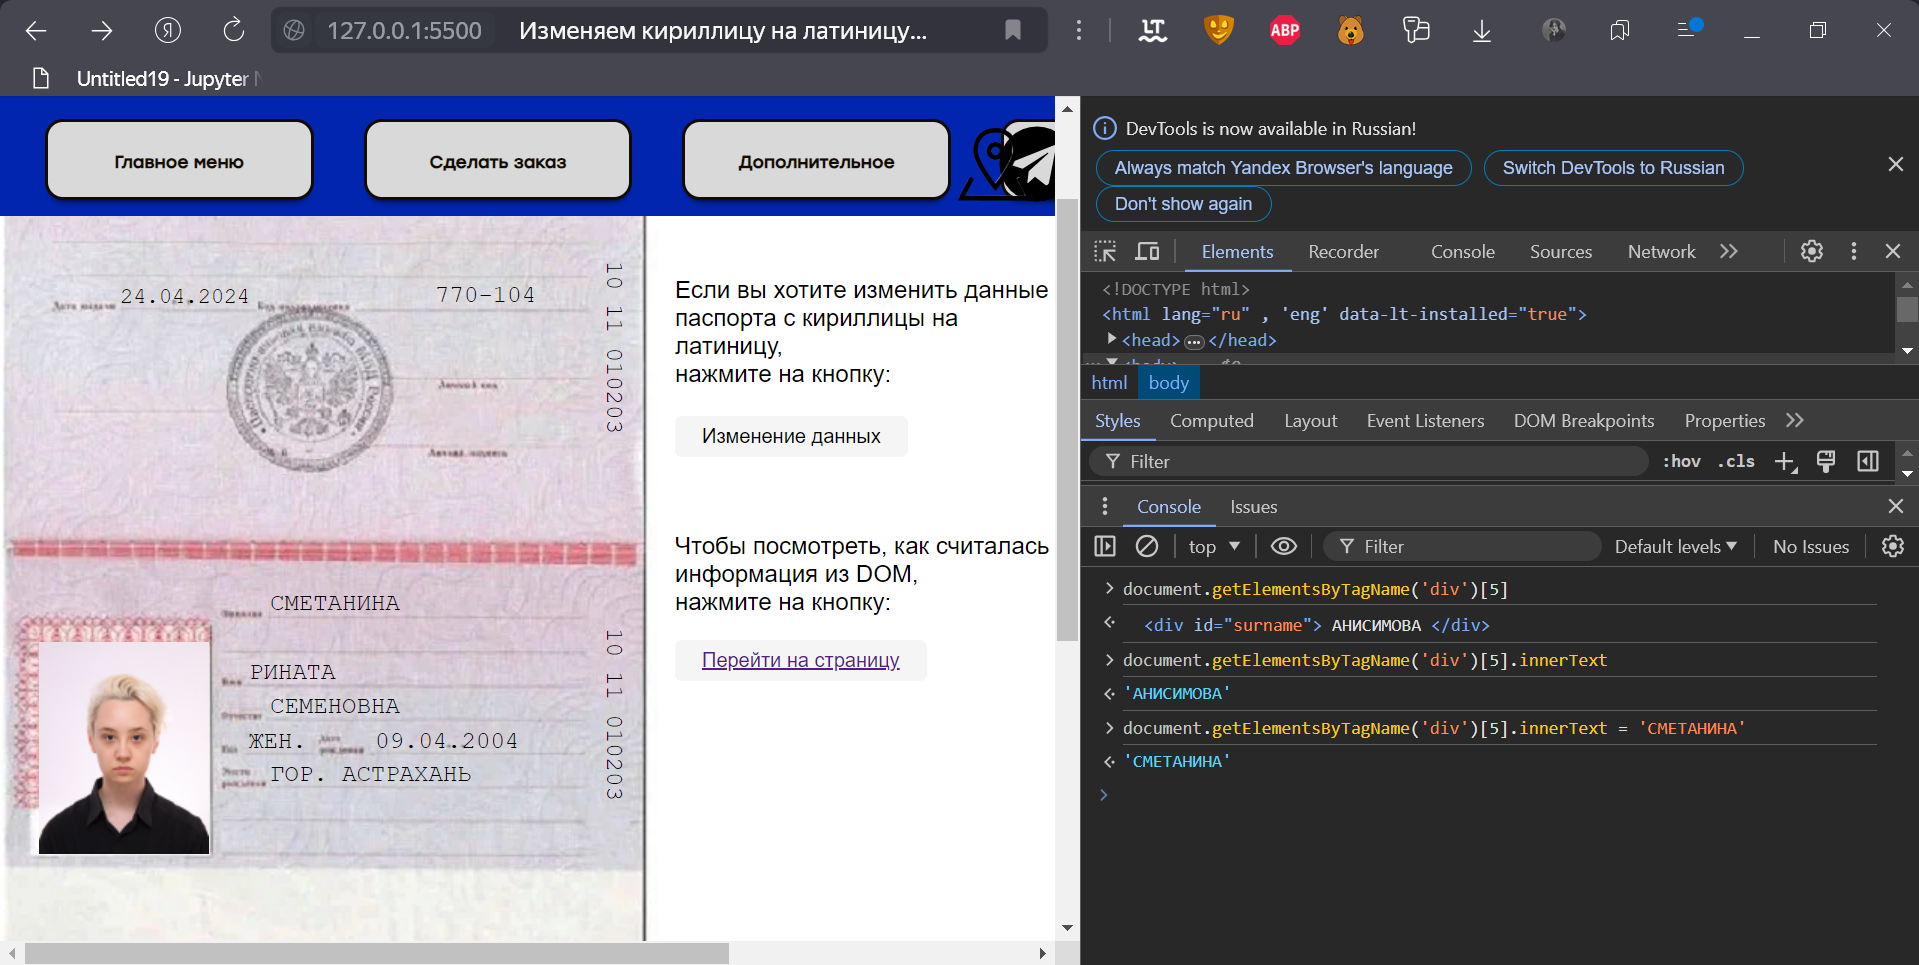 127.0.0.1:5500 Изменяем кириллицу на латиницу...
Untitled19 - Jupyter
Главное меню
Сделать заказ
Дополнительное
24.04.2024
770-104
10 11 010203
СМЕТАНИНА
РИНАТА
СЕМЕНОВНА
ЖЕН. 09.04.2004
ГОР. АСТРАХАНЬ
10 11 010203
Если вы хотите изменить данные
паспорта с кириллицы на
латиницу,
нажмите на кнопку:
Изменение данных
Чтобы посмотреть, как считалась
информация из DOM,
нажмите на кнопку:
Перейти на страницу
DevTools is now available in Russian!
Always match Yandex Browser's language
Switch DevTools to Russian
Don't show again
Elements Recorder Console Sources Network
<!DOCTYPE html>
<html lang="ru" , 'eng' data-lt-installed="true">
<head> ... </head>
html body
Styles Computed Layout Event Listeners DOM Breakpoints Properties
Filter :hov .cls
Console Issues
top Filter Default levels No Issues
document.getElementsByTagName('div')[5]
<div id="surname"> АНИСИМОВА </div>
document.getElementsByTagName('div')[5].innerText
'АНИСИМОВА'
document.getElementsByTagName('div')[5].innerText = 'СМЕТАНИНА'
'СМЕТАНИНА'